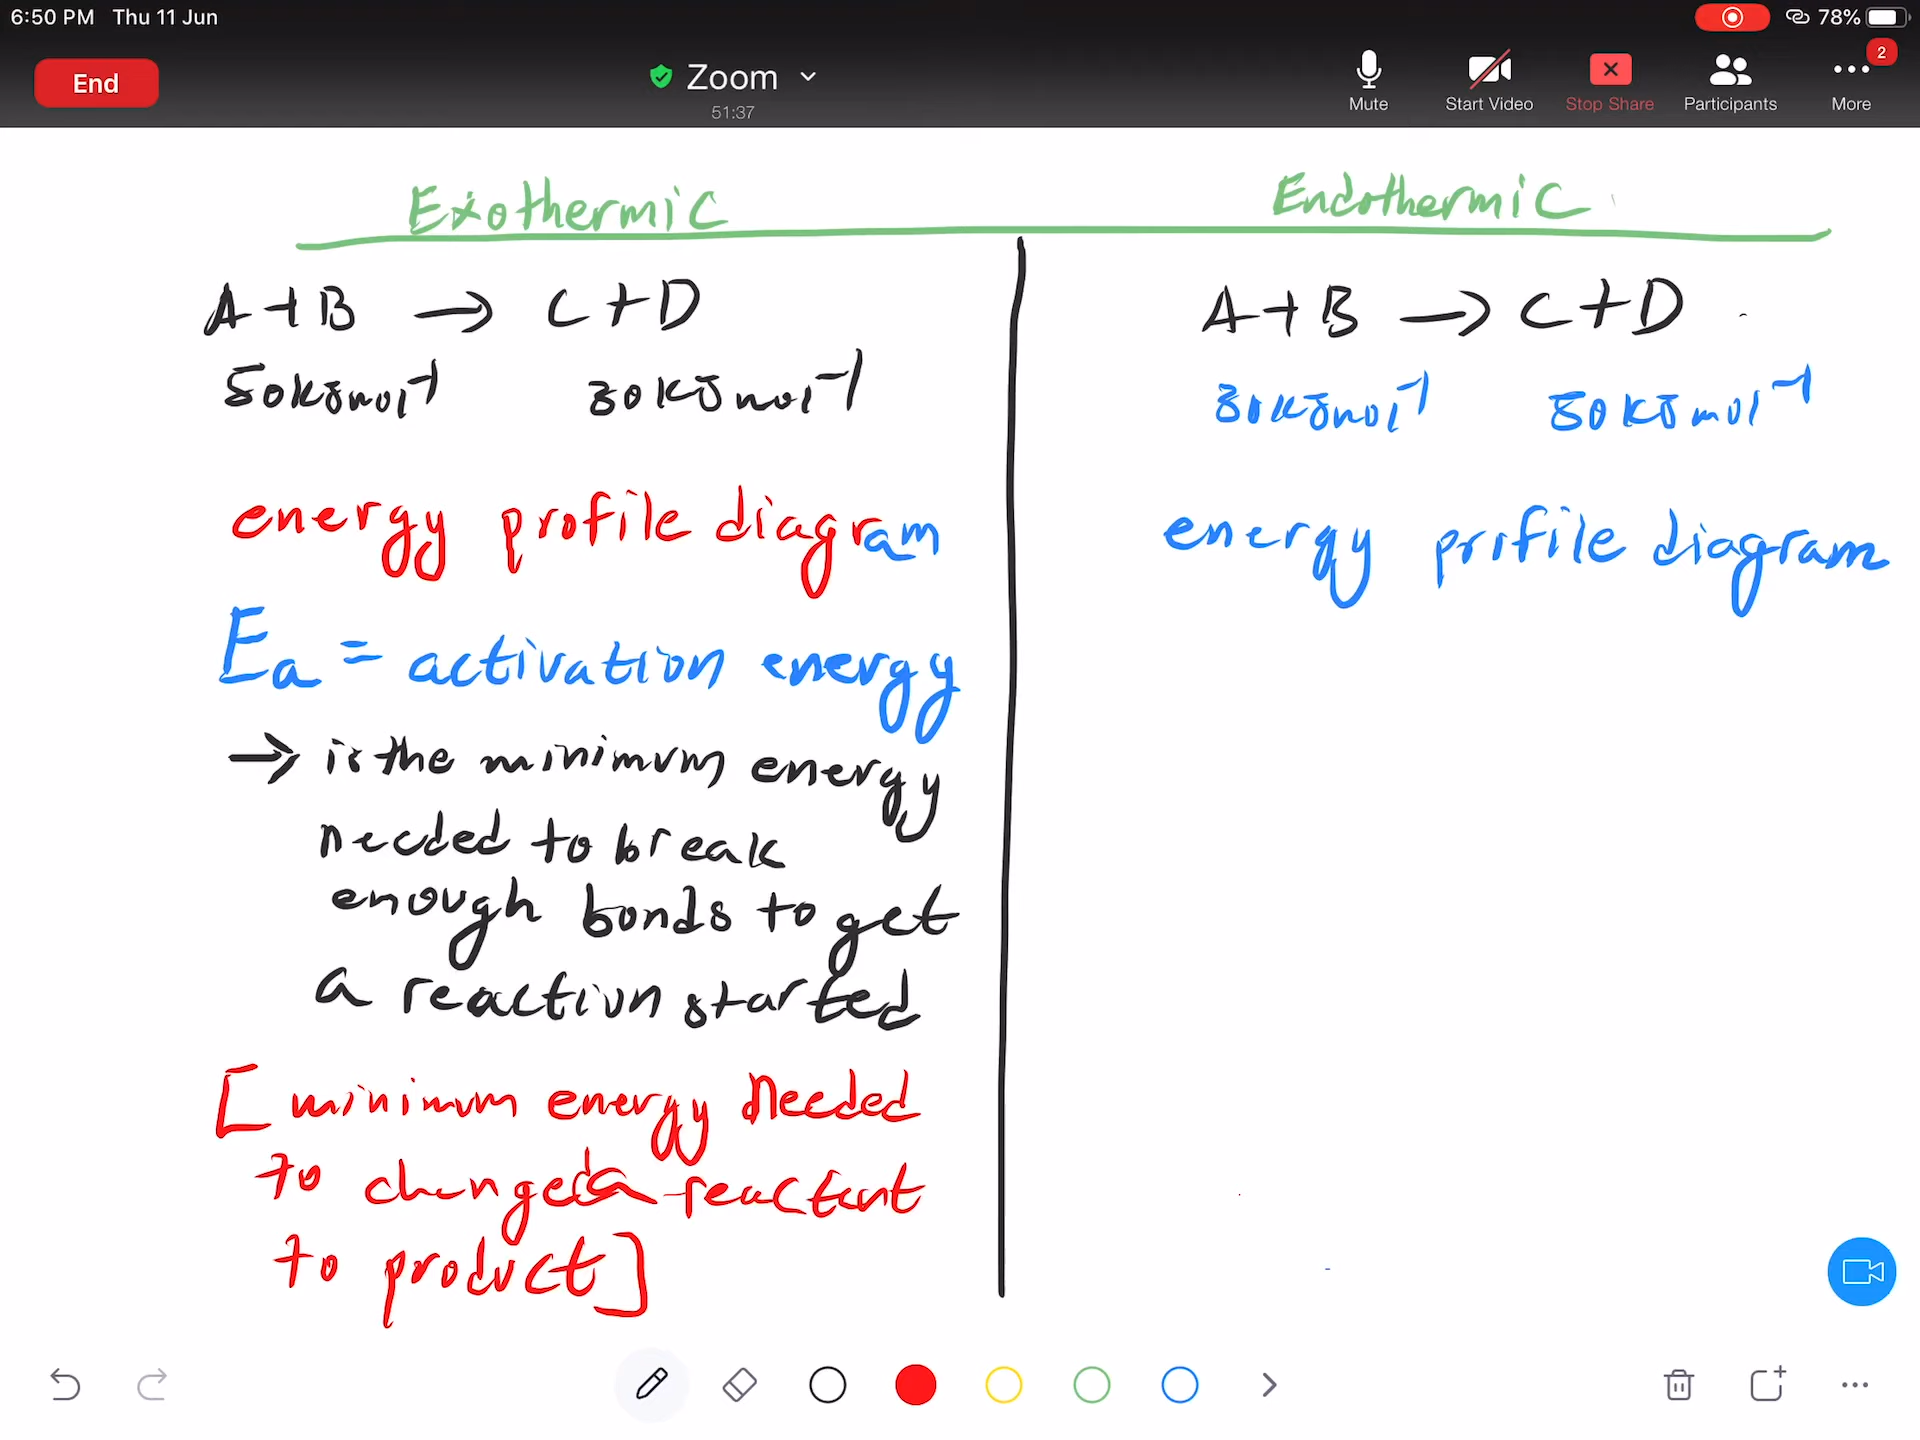 6:50 PM Thu 11 Jun
78%
End
Zoom
51:37
Mute
Start Video
Stop Share
Participants
More
2
Exothermic
Endothermic
A+B → C+D
50KJmol⁻¹ 30KJmol⁻¹
energy profile diagram
Ea = activation energy
→ is the minimum energy
needed to break
enough bonds to get
a reaction started
[minimum energy needed
to changed a reactant
to product]
A+B → C+D
30KJmol⁻¹ 50KJmol⁻¹
energy profile diagram